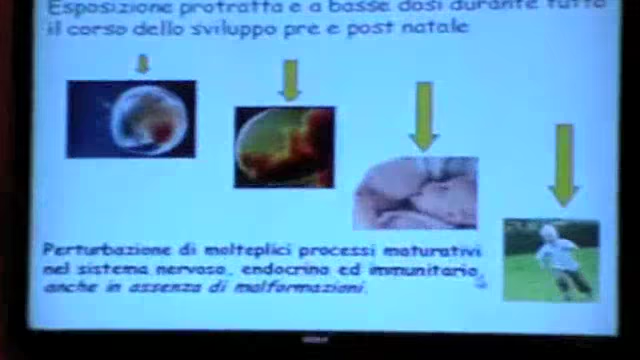 Esposizione protratta e a basse dosi durante tutto
il corso dello sviluppo pre e post natale
Perturbazione di molteplici processi maturativi
nel sistema nervoso, endocrino ed immunitario,
anche in assenza di malformazioni.